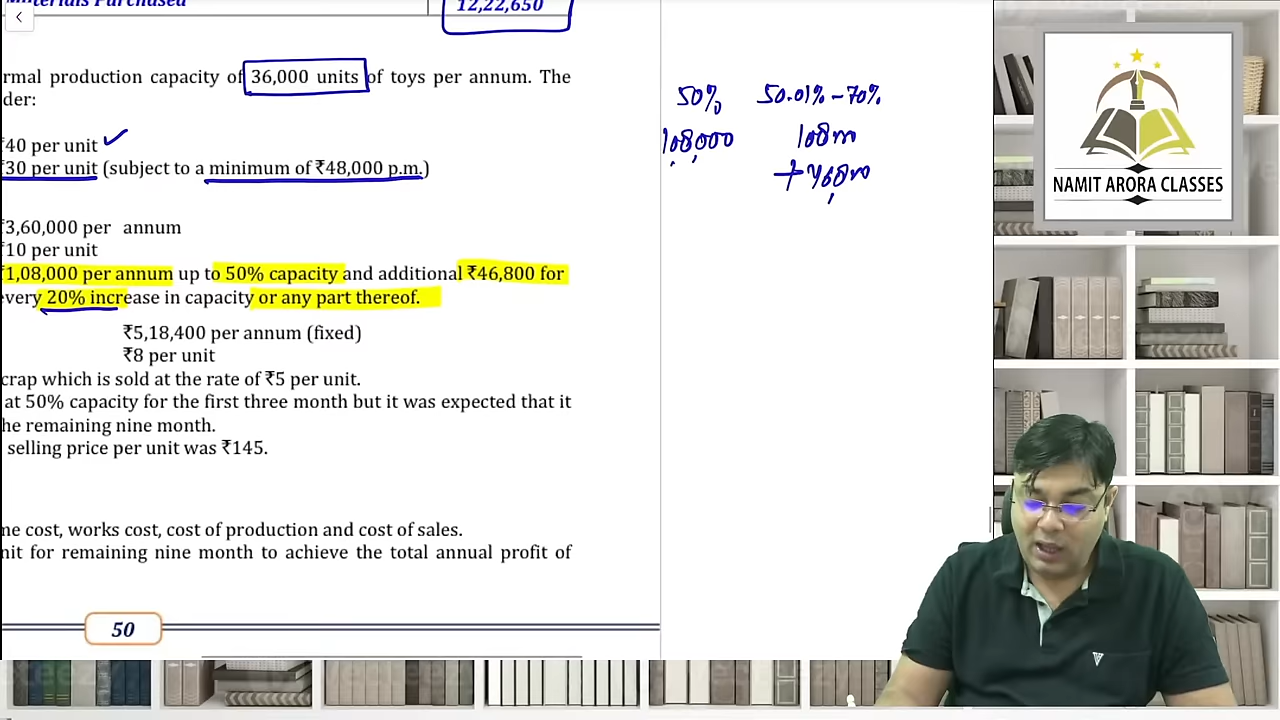 Materials Purchased 12,22,650
rmal production capacity of 36,000 units of toys per annum. The
der:
₹40 per unit
₹30 per unit (subject to a minimum of ₹48,000 p.m.)
₹3,60,000 per annum
₹10 per unit
₹1,08,000 per annum up to 50% capacity and additional ₹46,800 for
every 20% increase in capacity or any part thereof.
₹5,18,400 per annum (fixed)
₹8 per unit
crap which is sold at the rate of ₹5 per unit.
at 50% capacity for the first three month but it was expected that it
he remaining nine month.
selling price per unit was ₹145.
me cost, works cost, cost of production and cost of sales.
nit for remaining nine month to achieve the total annual profit of
50
50% 50.01% - 70%
108000
NAMIT ARORA CLASSES